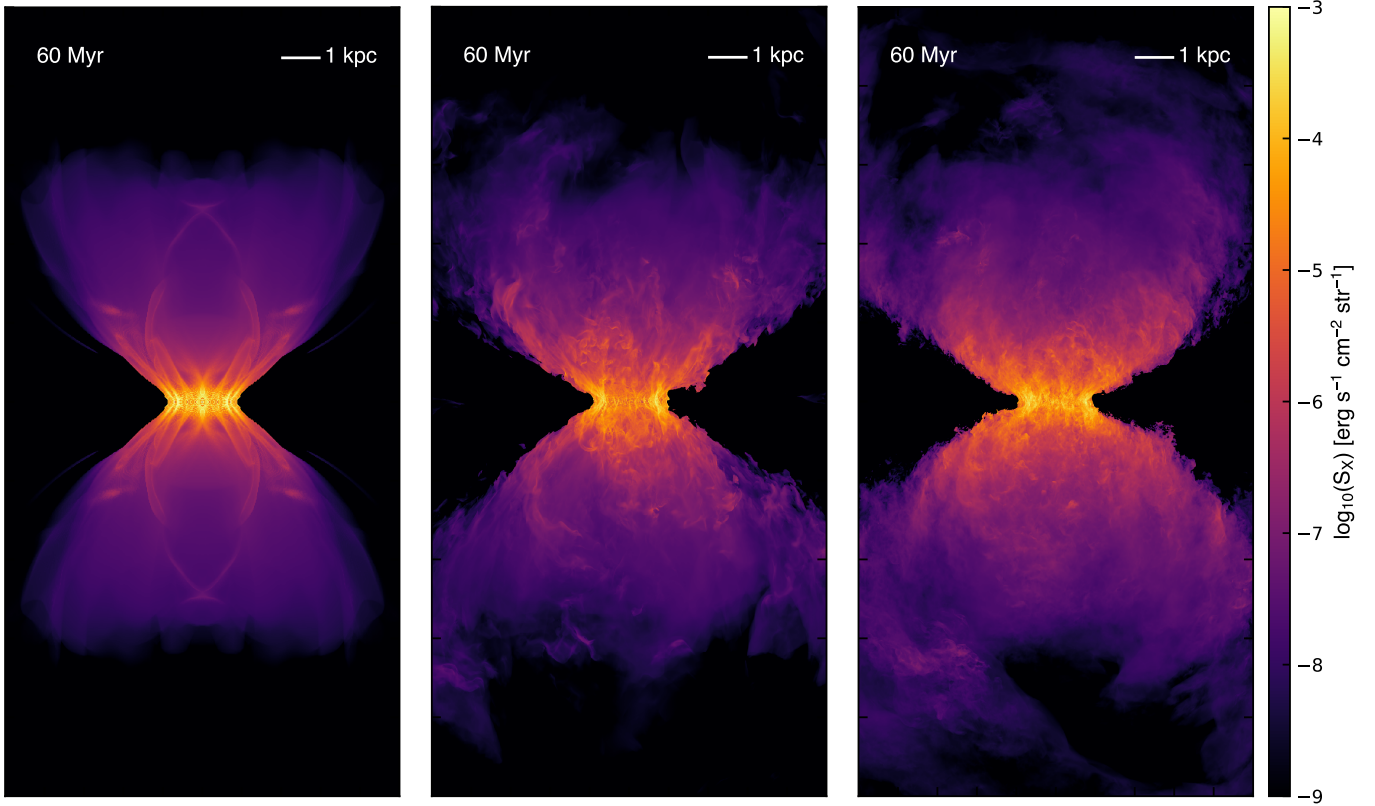 60 Myr
1 kpc
60 Myr
1 kpc
60 Myr
1 kpc
−3
−4
−5
−6
−7
−8
−9
log₁₀(Sₓ) [erg s⁻¹ cm⁻² str⁻¹]